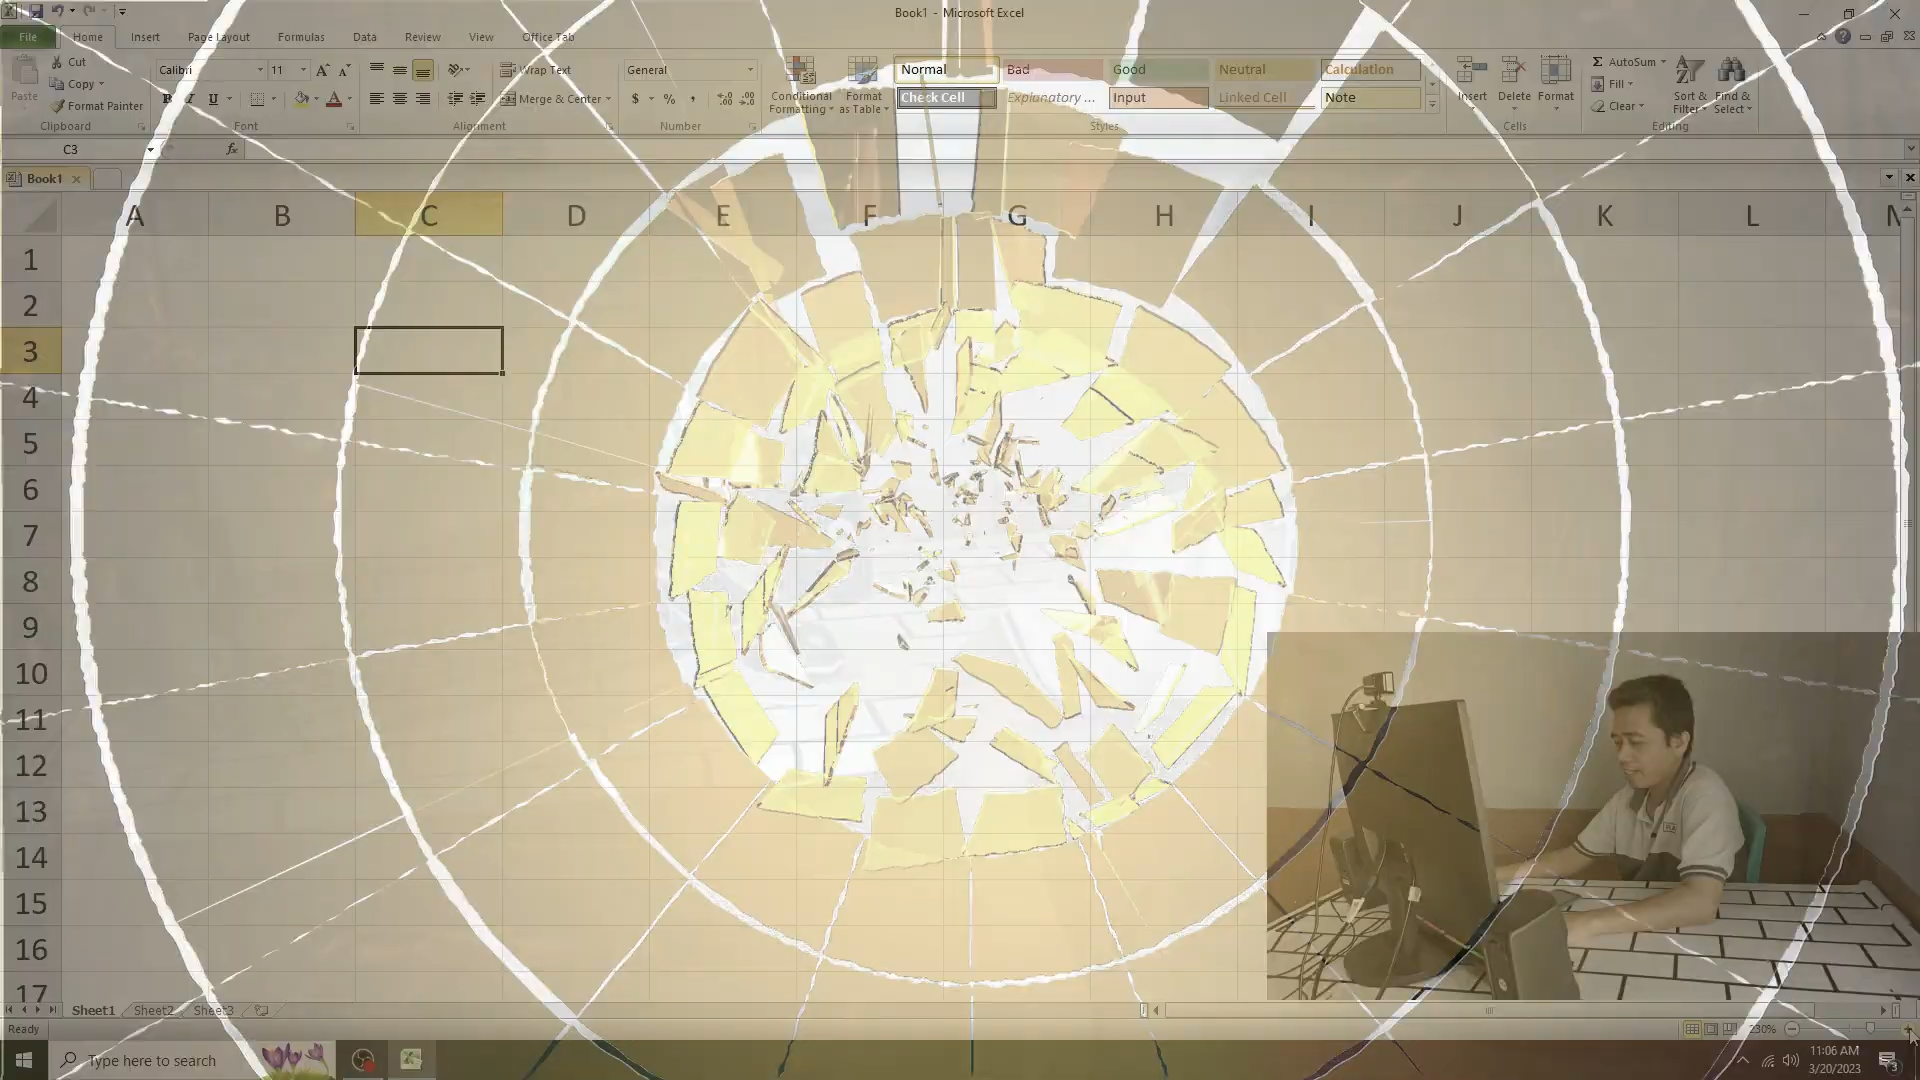 Book1 - Microsoft Excel
File Home Insert Page Layout Formulas Data Review View Office Tab
Cut
Copy
Format Painter
Paste
Clipboard
Calibri 11
B I U
Font
Wrap Text
Merge & Center
Alignment
General
$ % ,
Number
Conditional Formatting
Format as Table
Normal Bad Good Neutral Calculation
Check Cell Explanatory ... Input Linked Cell Note
Styles
Insert Delete Format
Cells
Σ AutoSum
Fill
Clear
Sort & Filter
Find & Select
Editing
C3 fx
Book1
A B C D E F G H I J K L M
1
2
3
4
5
6
7
8
9
10
11
12
13
14
15
16
17
Sheet1 Sheet2 Sheet3
Ready 230%
Type here to search
11:06 AM
3/20/2023
3